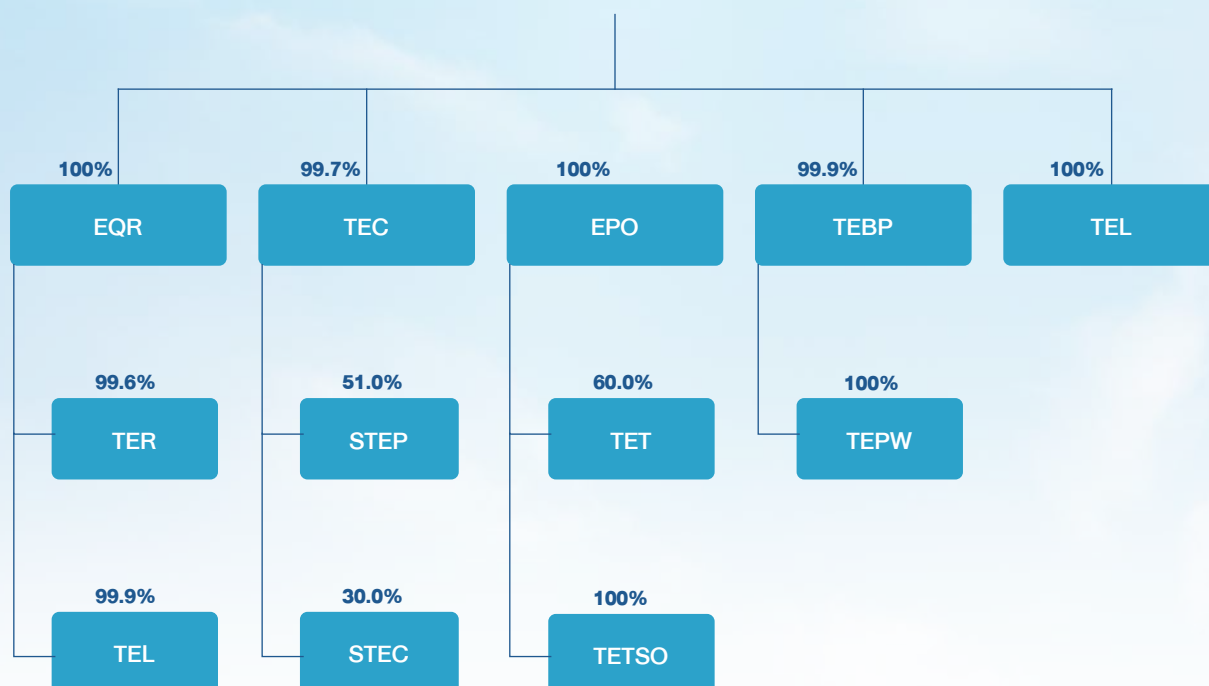 100% 99.7% 100% 99.9% 100%
EQR TEC EPO TEBP TEL
99.6% 51.0% 60.0% 100%
TER STEP TET TEPW
99.9% 30.0% 100%
TEL STEC TETSO